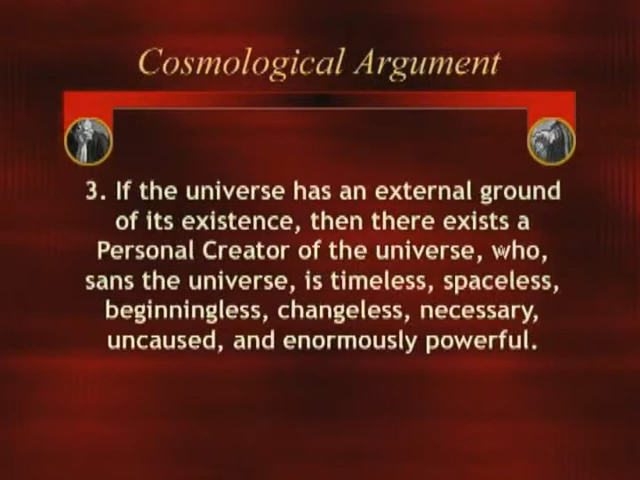 Cosmological Argument
3. If the universe has an external ground
of its existence, then there exists a
Personal Creator of the universe, who,
sans the universe, is timeless, spaceless,
beginningless, changeless, necessary,
uncaused, and enormously powerful.